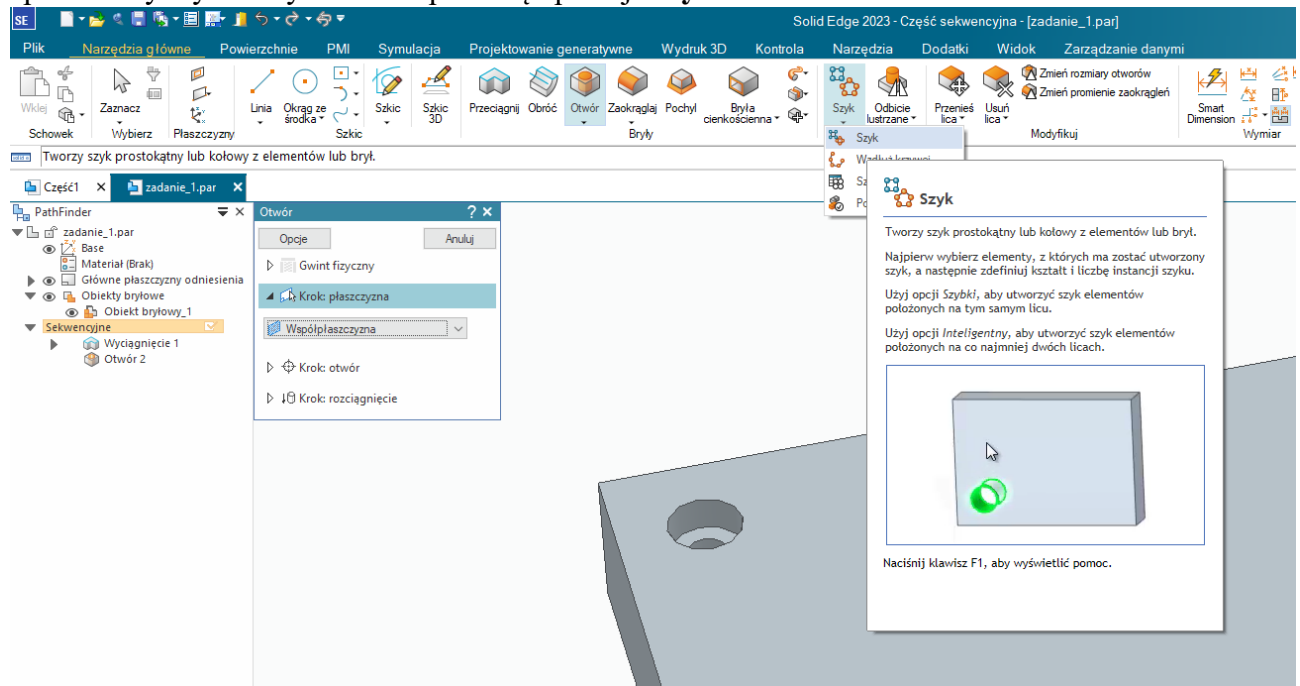 SE
Solid Edge 2023 - Część sekwencyjna - [zadanie_1.par]
Plik Narzędzia główne Powierzchnie PMI Symulacja Projektowanie generatywne Wydruk 3D Kontrola Narzędzia Dodatki Widok Zarządzanie danymi
Wklej Zaznacz Linia Okrąg ze środka Szkic Szkic 3D Przeciągnij Obróć Otwór Zaokrąglaj Pochyl Bryła cienkościenna Szyk Odbicie lustrzane Przenieś lica Usuń lica Zmień rozmiary otworów
Zmień promienie zaokrągleń
Smart Dimension
Schowek Wybierz Płaszczyzny Szkic Bryły Modyfikuj Wymiar
Tworzy szyk prostokątny lub kołowy z elementów lub brył.
Szyk
Część1 X zadanie_1.par X
PathFinder
zadanie_1.par
Base
Materiał (Brak)
Główne płaszczyzny odniesienia
Obiekty bryłowe
Obiekt bryłowy_1
Sekwencyjne
Wyciągnięcie 1
Otwór 2
Otwór ? X
Opcje Anuluj
Gwint fizyczny
Krok: płaszczyzna
Współpłaszczyzna
Krok: otwór
Krok: rozciągnięcie
Szyk
Tworzy szyk prostokątny lub kołowy z elementów lub brył.
Najpierw wybierz elementy, z których ma zostać utworzony
szyk, a następnie zdefiniuj kształt i liczbę instancji szyku.
Użyj opcji Szybki, aby utworzyć szyk elementów
położonych na tym samym licu.
Użyj opcji Inteligentny, aby utworzyć szyk elementów
położonych na co najmniej dwóch licach.
Naciśnij klawisz F1, aby wyświetlić pomoc.